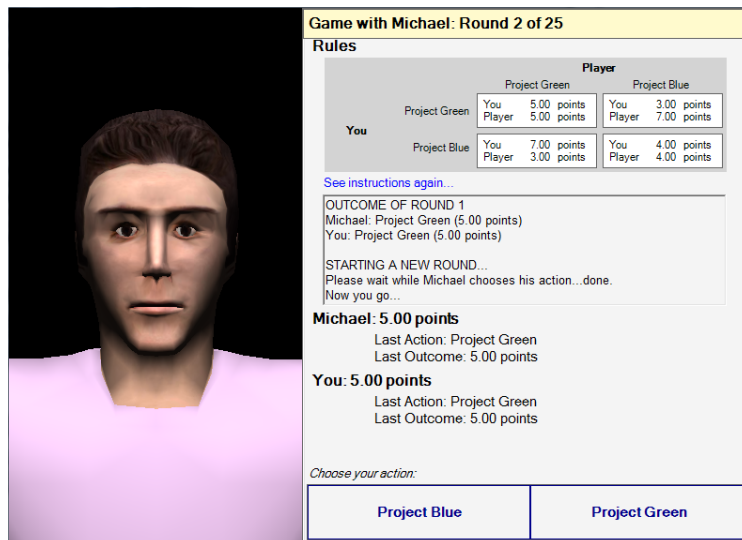 Game with Michael: Round 2 of 25
Rules
Player
Project Green Project Blue
You
Project Green
You 5.00 points
Player 5.00 points
You 3.00 points
Player 7.00 points
Project Blue
You 7.00 points
Player 3.00 points
You 4.00 points
Player 4.00 points
See instructions again...
OUTCOME OF ROUND 1
Michael: Project Green (5.00 points)
You: Project Green (5.00 points)
STARTING A NEW ROUND...
Please wait while Michael chooses his action...done.
Now you go...
Michael: 5.00 points
Last Action: Project Green
Last Outcome: 5.00 points
You: 5.00 points
Last Action: Project Green
Last Outcome: 5.00 points
Choose your action:
Project Blue Project Green